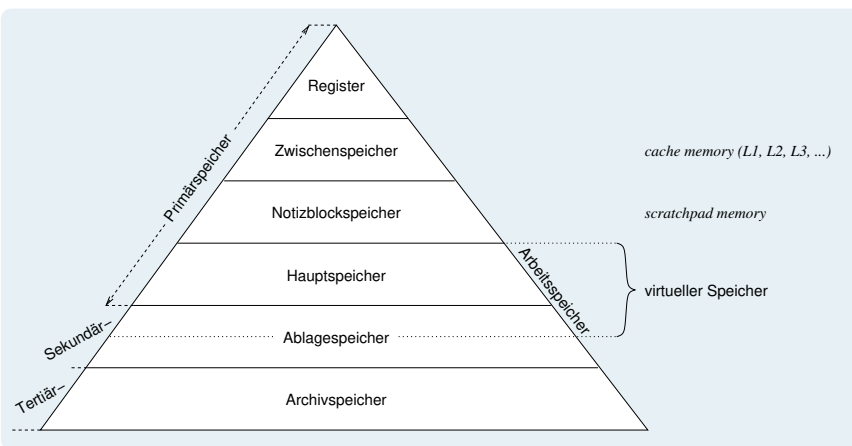 Register
Zwischenspeicher
cache memory (L1, L2, L3, ...)
Primärspeicher
Notizblockspeicher
scratchpad memory
Hauptspeicher
Arbeitsspeicher
virtueller Speicher
Sekundär–
Ablagespeicher
Tertiär–
Archivspeicher